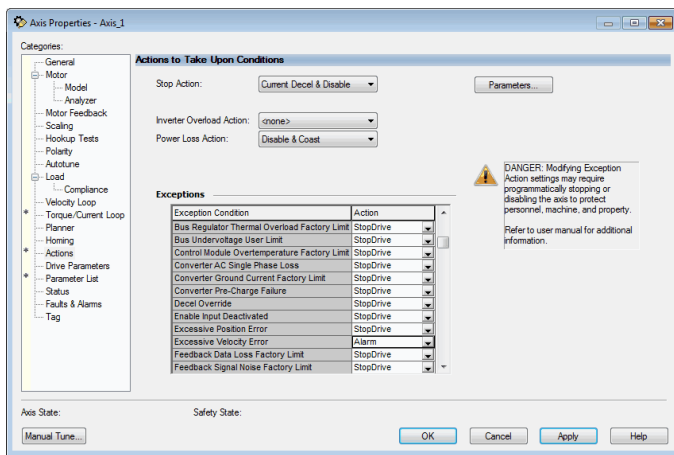 Axis Properties - Axis_1
Categories:
General
Motor
Model
Analyzer
Motor Feedback
Scaling
Hookup Tests
Polarity
Autotune
Load
Compliance
Velocity Loop
* Torque/Current Loop
Planner
Homing
* Actions
Drive Parameters
* Parameter List
Status
Faults & Alarms
Tag
Actions to Take Upon Conditions
Stop Action: Current Decel & Disable Parameters...
Inverter Overload Action: <none>
Power Loss Action: Disable & Coast
DANGER: Modifying Exception
Action settings may require
programmatically stopping or
disabling the axis to protect
personnel, machine, and property.
Refer to user manual for additional
information.
Exceptions
Exception Condition Action
Bus Regulator Thermal Overload Factory Limit StopDrive
Bus Undervoltage User Limit StopDrive
Control Module Overtemperature Factory Limit StopDrive
Converter AC Single Phase Loss StopDrive
Converter Ground Current Factory Limit StopDrive
Converter Pre-Charge Failure StopDrive
Decel Override StopDrive
Enable Input Deactivated StopDrive
Excessive Position Error StopDrive
Excessive Velocity Error Alarm
Feedback Data Loss Factory Limit StopDrive
Feedback Signal Noise Factory Limit StopDrive
Axis State: Safety State:
Manual Tune... OK Cancel Apply Help